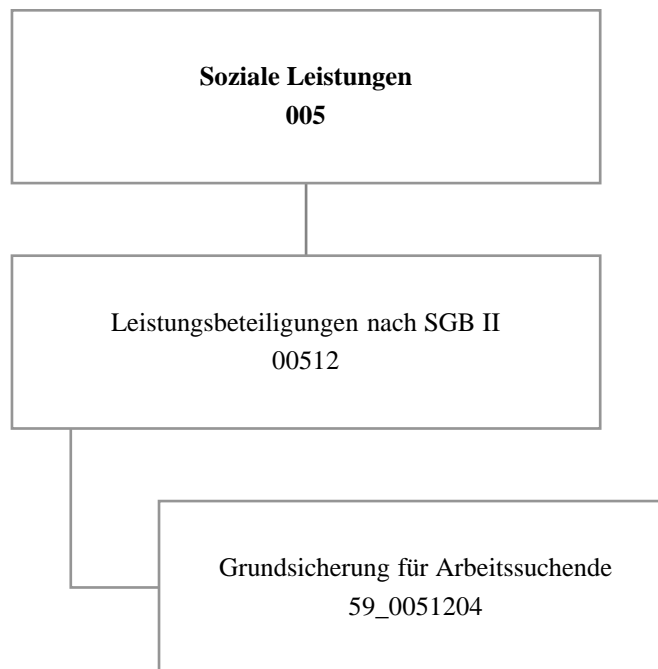 Soziale Leistungen
005
Leistungsbeteiligungen nach SGB II
00512
Grundsicherung für Arbeitssuchende
59_0051204